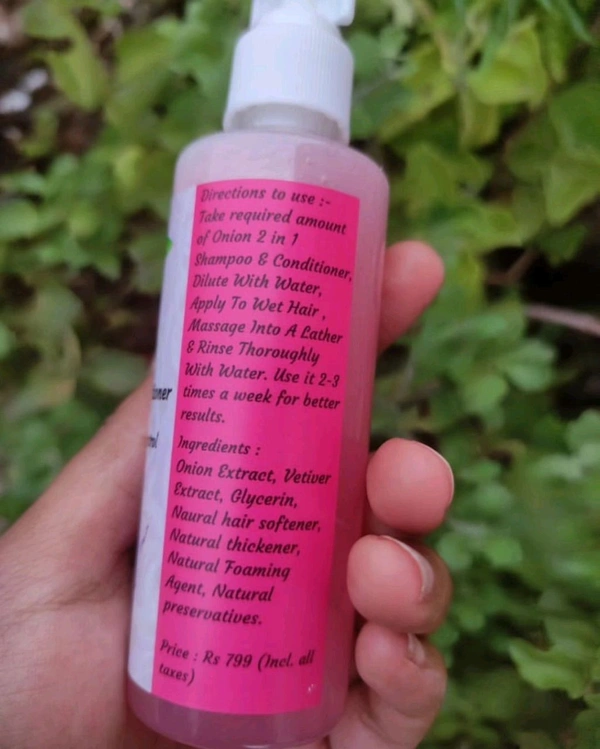 Directions to use :-
Take required amount
of Onion 2 in 1
Shampoo & Conditioner,
Dilute With Water,
Apply To Wet Hair ,
Massage Into A Lather
& Rinse Thoroughly
With Water. Use it 2-3
times a week for better
results.
Ingredients :
Onion Extract, Vetiver
Extract, Glycerin,
Naural hair softener,
Natural thickener,
Natural Foaming
Agent, Natural
preservatives.
Price : Rs 799 (Incl. all
taxes)